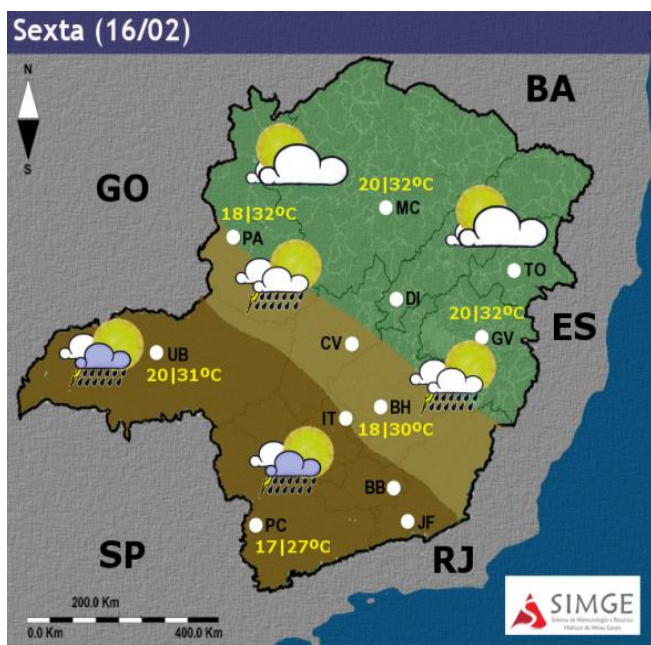 Sexta (16/02)
N
S
BA
GO
20|32ºC
MC
18|32ºC
PA
TO
DI
20|32ºC
ES
GV
CV
UB
20|31ºC
BH
IT
18|30ºC
BB
PC
JF
17|27ºC
SP
RJ
200.0 Km
0.0 Km
400.0 Km
SIMGE
Sistema de Meteorologia e Recursos
Hídricos de Minas Gerais